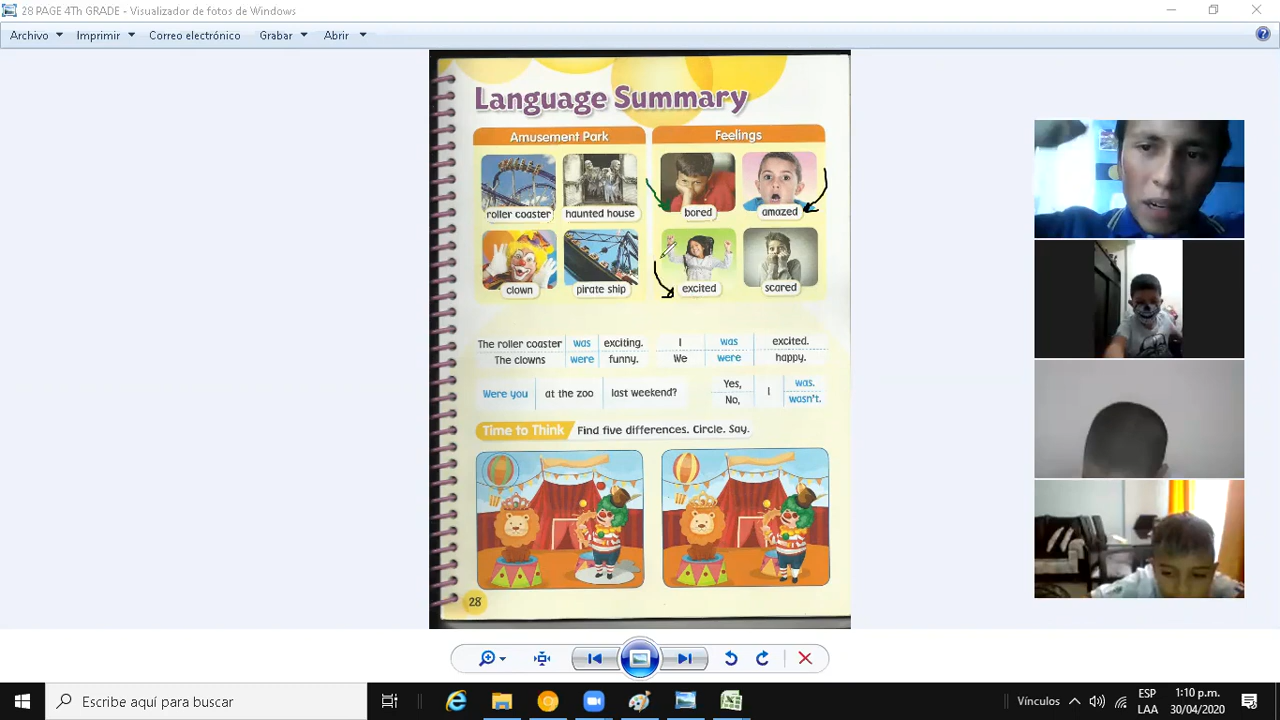 28 PAGE 4Th GRADE - Visualizador de fotos de Windows
Archivo Imprimir Correo electrónico Grabar Abrir
Language Summary
Amusement Park
roller coaster haunted house
clown pirate ship
Feelings
bored amazed
excited scared
The roller coaster was exciting.
The clowns were funny.
I was excited.
We were happy.
Were you at the zoo last weekend?
Yes, I was.
No, wasn't.
Time to Think Find five differences. Circle. Say.
28
Escribe aquí para buscar
Vínculos ESP 1:10 p.m.
LAA 30/04/2020